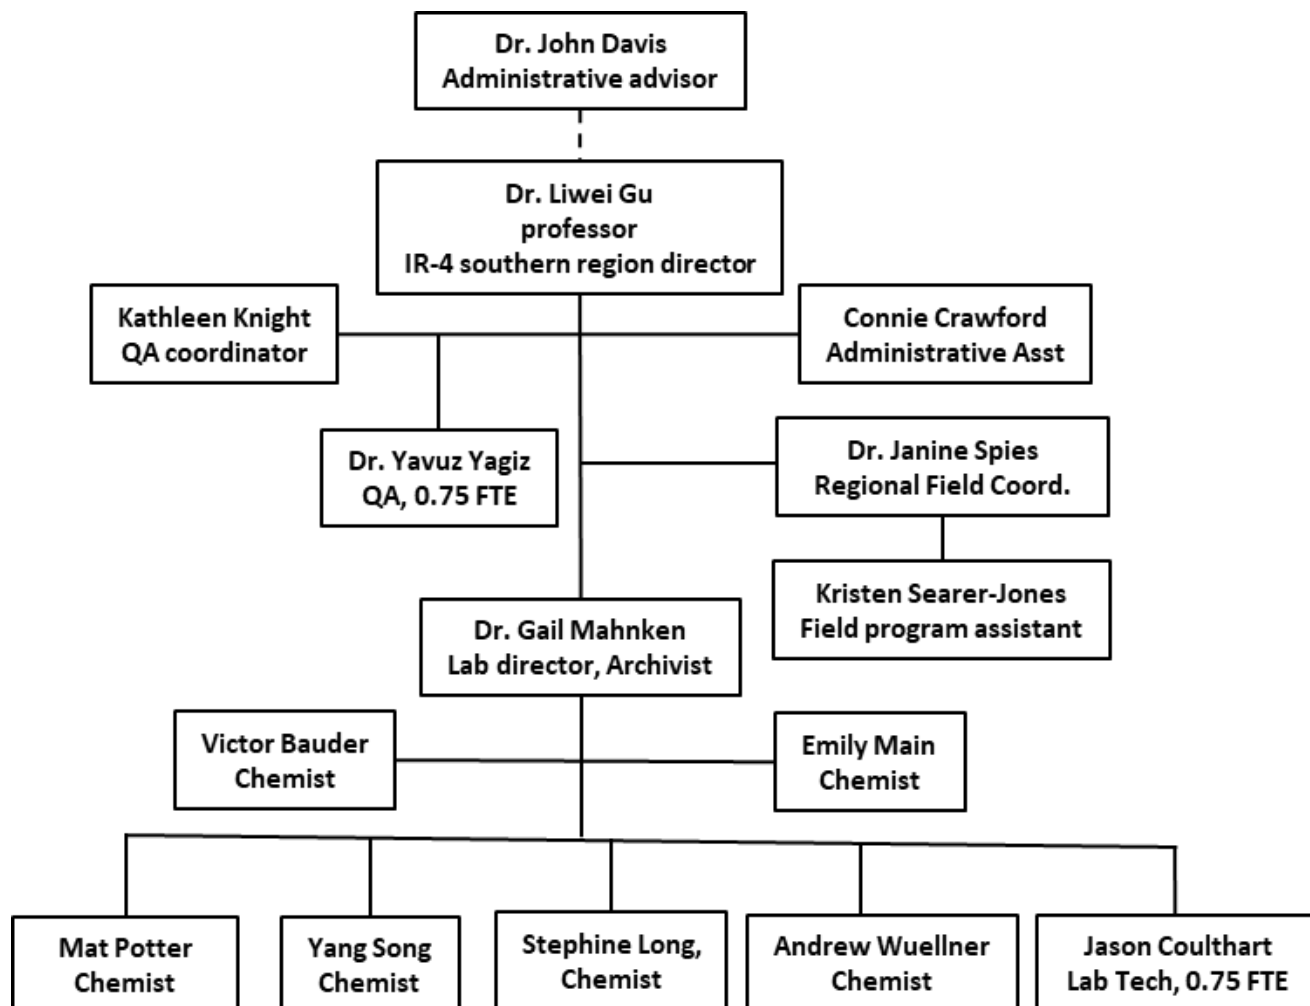 Dr. John Davis
Administrative advisor
Dr. Liwei Gu
professor
IR-4 southern region director
Kathleen Knight
QA coordinator
Connie Crawford
Administrative Asst
Dr. Yavuz Yagiz
QA, 0.75 FTE
Dr. Janine Spies
Regional Field Coord.
Kristen Searer-Jones
Field program assistant
Dr. Gail Mahnken
Lab director, Archivist
Victor Bauder
Chemist
Emily Main
Chemist
Mat Potter
Chemist
Yang Song
Chemist
Stephine Long,
Chemist
Andrew Wuellner
Chemist
Jason Coulthart
Lab Tech, 0.75 FTE